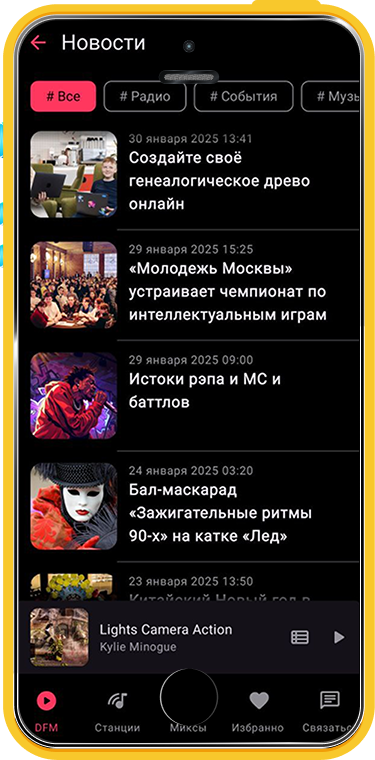 Новости
# Все
# Радио
# События
# Музы
30 января 2025 13:41
Создайте своё
генеалогическое древо
онлайн
29 января 2025 15:25
«Молодежь Москвы»
устраивает чемпионат по
интеллектуальным играм
29 января 2025 09:00
Истоки рэпа и МС и
баттлов
24 января 2025 03:20
Бал-маскарад
«Зажигательные ритмы
90-х» на катке «Лед»
23 января 2025 13:50
Китайский Новый год в
Lights Camera Action
Kylie Minogue
DFM
Станции
Миксы
Избранно
Связатьс